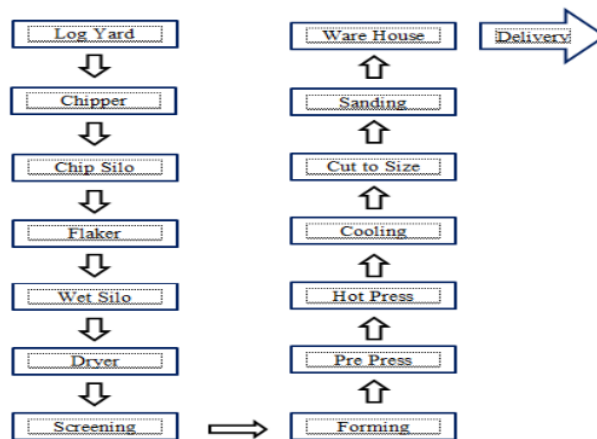 Log Yard
Chipper
Chip Silo
Flaker
Wet Silo
Dryer
Screening
Forming
Pre Press
Hot Press
Cooling
Cut to Size
Sanding
Ware House
Delivery